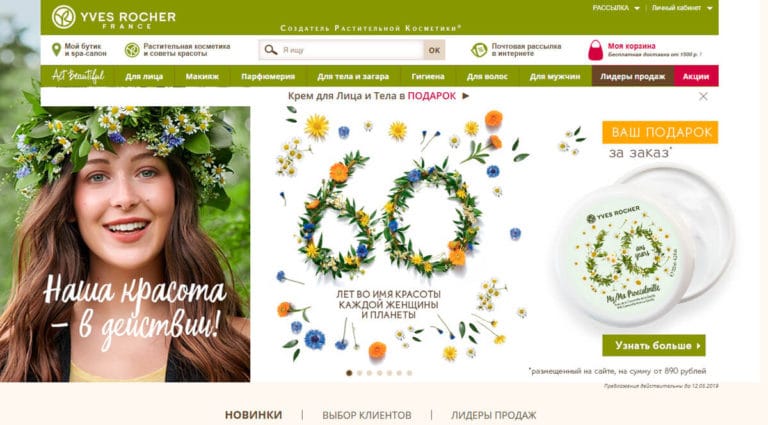 YVES ROCHER
FRANCE
РАССЫЛКА
Личный кабинет
Создатель Растительной Косметики®
Мой бутик
и spa-салон
Растительная косметика
и советы красоты
Я ищу
OK
Почтовая рассылка
в интернете
Моя корзина
Бесплатная доставка от 1500 р. !
Act Beautiful
Для лица
Макияж
Парфюмерия
Для тела и загара
Гигиена
Для волос
Для мужчин
Лидеры продаж
Акции
Крем для Лица и Тела в ПОДАРОК
60
ЛЕТ ВО ИМЯ КРАСОТЫ
КАЖДОЙ ЖЕНЩИНЫ
И ПЛАНЕТЫ
Наша красота
– в действии!
ВАШ ПОДАРОК
за заказ*
YVES ROCHER
60
ans
years
Узнать больше
*размещенный на сайте, на сумму от 890 рублей
Предложение действительно до 12.05.2019
НОВИНКИ
ВЫБОР КЛИЕНТОВ
ЛИДЕРЫ ПРОДАЖ